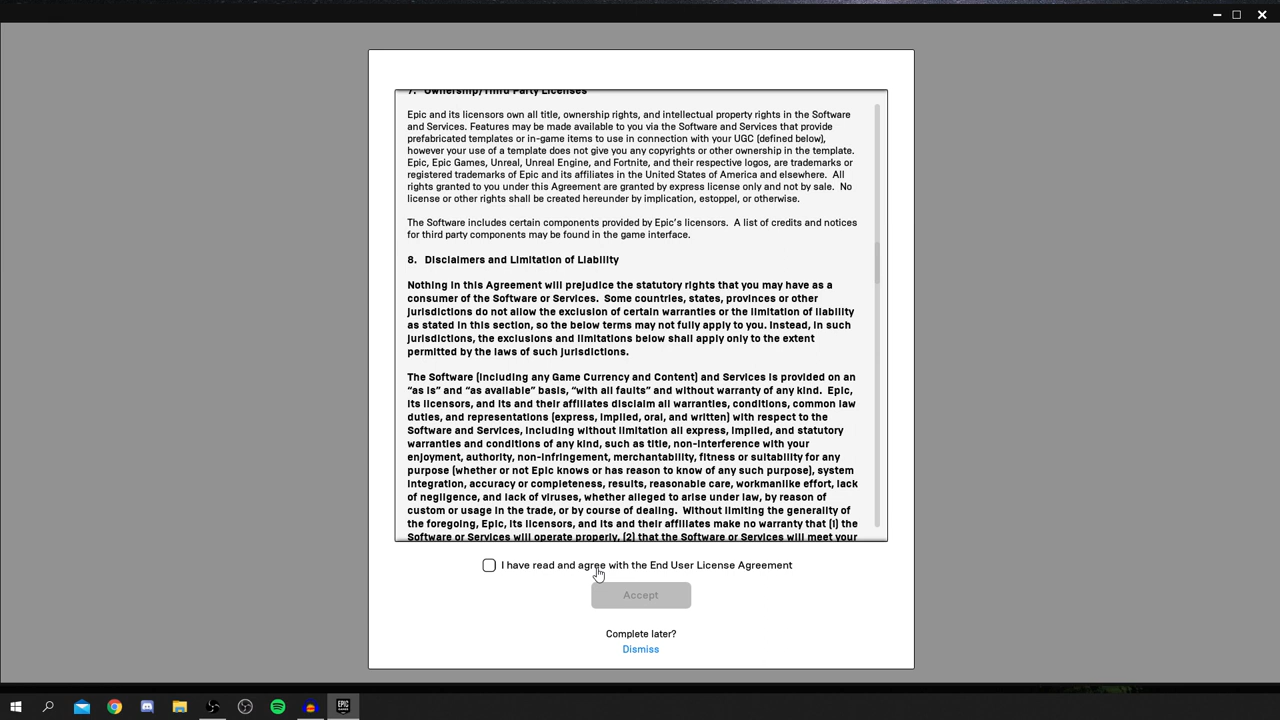 7. Ownership/Third Party Licenses
Epic and its licensors own all title, ownership rights, and intellectual property rights in the Software
and Services. Features may be made available to you via the Software and Services that provide
prefabricated templates or in-game items to use in connection with your UGC (defined below),
however your use of a template does not give you any copyrights or other ownership in the template.
Epic, Epic Games, Unreal, Unreal Engine, and Fortnite, and their respective logos, are trademarks or
registered trademarks of Epic and its affiliates in the United States of America and elsewhere. All
rights granted to you under this Agreement are granted by express license only and not by sale. No
license or other rights shall be created hereunder by implication, estoppel, or otherwise.
The Software includes certain components provided by Epic's licensors. A list of credits and notices
for third party components may be found in the game interface.
8. Disclaimers and Limitation of Liability
Nothing in this Agreement will prejudice the statutory rights that you may have as a
consumer of the Software or Services. Some countries, states, provinces or other
jurisdictions do not allow the exclusion of certain warranties or the limitation of liability
as stated in this section, so the below terms may not fully apply to you. Instead, in such
jurisdictions, the exclusions and limitations below shall apply only to the extent
permitted by the laws of such jurisdictions.
The Software (including any Game Currency and Content) and Services is provided on an
“as is” and “as available” basis, “with all faults” and without warranty of any kind. Epic,
its licensors, and its and their affiliates disclaim all warranties, conditions, common law
duties, and representations (express, implied, oral, and written) with respect to the
Software and Services, including without limitation all express, implied, and statutory
warranties and conditions of any kind, such as title, non-interference with your
enjoyment, authority, non-infringement, merchantability, fitness or suitability for any
purpose (whether or not Epic knows or has reason to know of any such purpose), system
integration, accuracy or completeness, results, reasonable care, workmanlike effort, lack
of negligence, and lack of viruses, whether alleged to arise under law, by reason of
custom or usage in the trade, or by course of dealing. Without limiting the generality of
the foregoing, Epic, its licensors, and its and their affiliates make no warranty that (1) the
Software or Services will operate properly, (2) that the Software or Services will meet your
I have read and agree with the End User License Agreement
Accept
Complete later?
Dismiss
EPIC